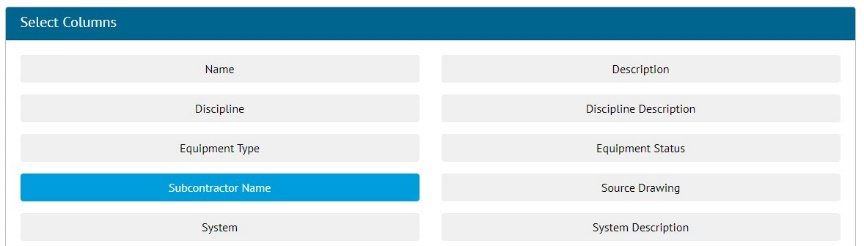 Select Columns
Name
Description
Discipline
Discipline Description
Equipment Type
Equipment Status
Subcontractor Name
Source Drawing
System
System Description